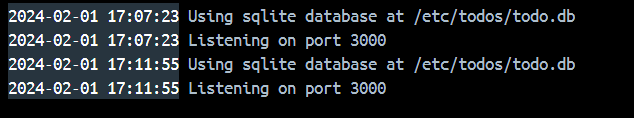 2024-02-01 17:07:23 Using sqlite database at /etc/todos/todo.db
2024-02-01 17:07:23 Listening on port 3000
2024-02-01 17:11:55 Using sqlite database at /etc/todos/todo.db
2024-02-01 17:11:55 Listening on port 3000